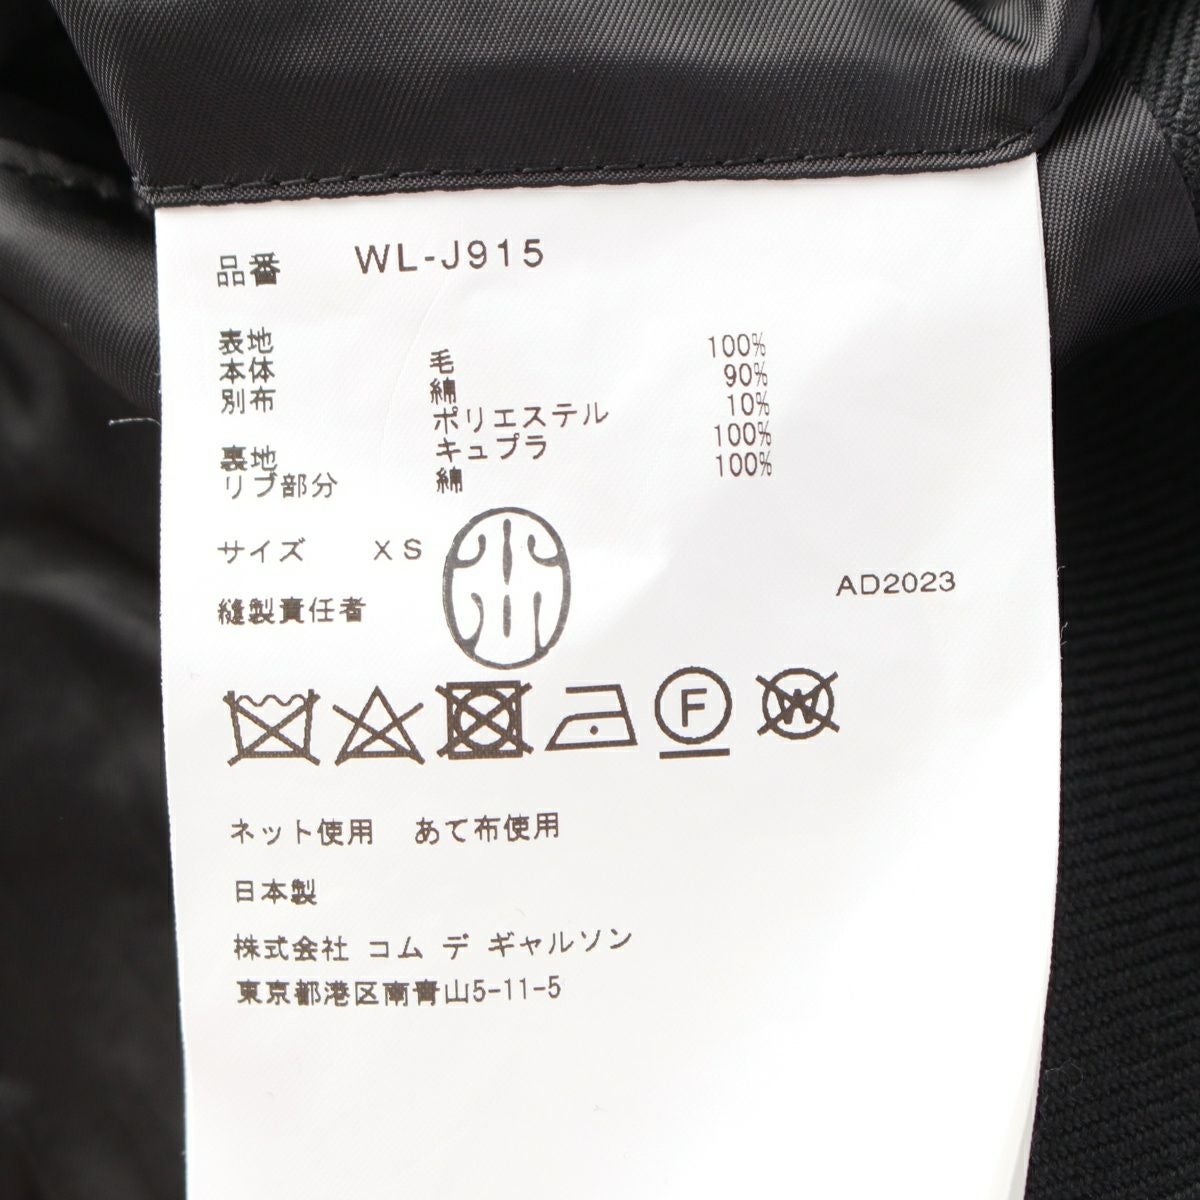 品番 WL-J915
表地
本体 毛 100%
別布 綿 90%
ポリエステル 10%
裏地 キュプラ 100%
リブ部分 綿 100%
サイズ XS
縫製責任者
AD2023
F
W
ネット使用 あて布使用
日本製
株式会社 コム デ ギャルソン
東京都港区南青山5-11-5